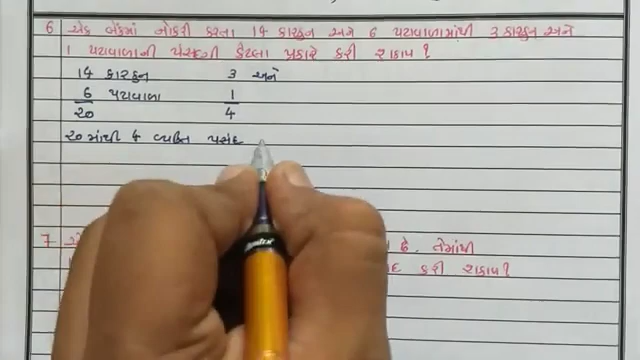 6 એક બેંકમાં નોકરી કરતા 14 કારકુન અને 6 પટાવાળામાંથી 3 કારકુન અને
1 પટાવાળાની પસંદગી કેટલા પ્રકારે કરી શકાય ?
14 કારકુન 3 અને
6 પટાવાળા 1
20 4
20 માંથી 4 વ્યક્તિ પસંદ
7 છે. તેમાંથી
કરી શકાય ?